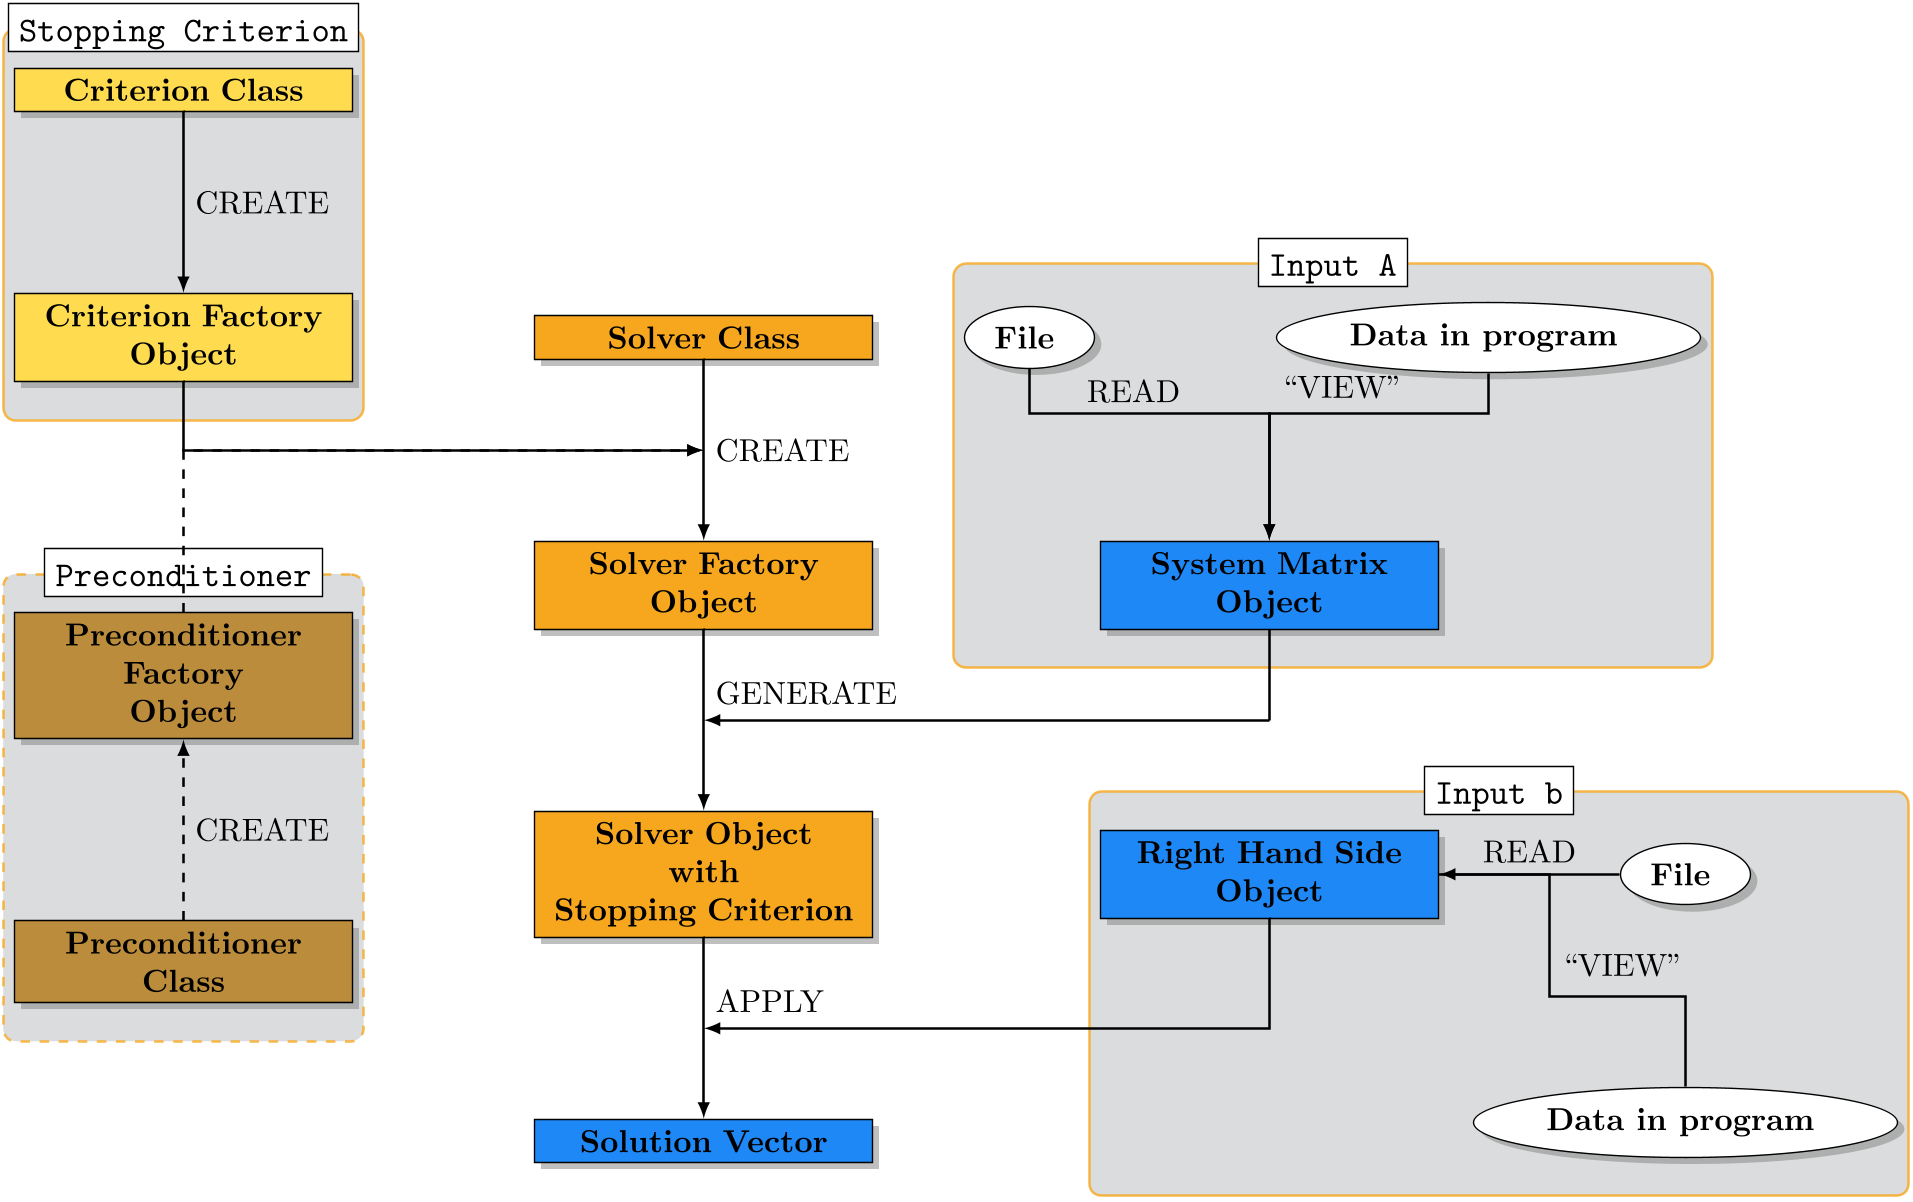 Stopping Criterion
Criterion Class
CREATE
Criterion Factory
Object
Preconditioner
Preconditioner
Factory
Object
CREATE
Preconditioner
Class
Solver Class
CREATE
Solver Factory
Object
GENERATE
Solver Object
with
Stopping Criterion
APPLY
Solution Vector
Input A
File
Data in program
READ
“VIEW”
System Matrix
Object
Input b
Right Hand Side
Object
READ
File
“VIEW”
Data in program